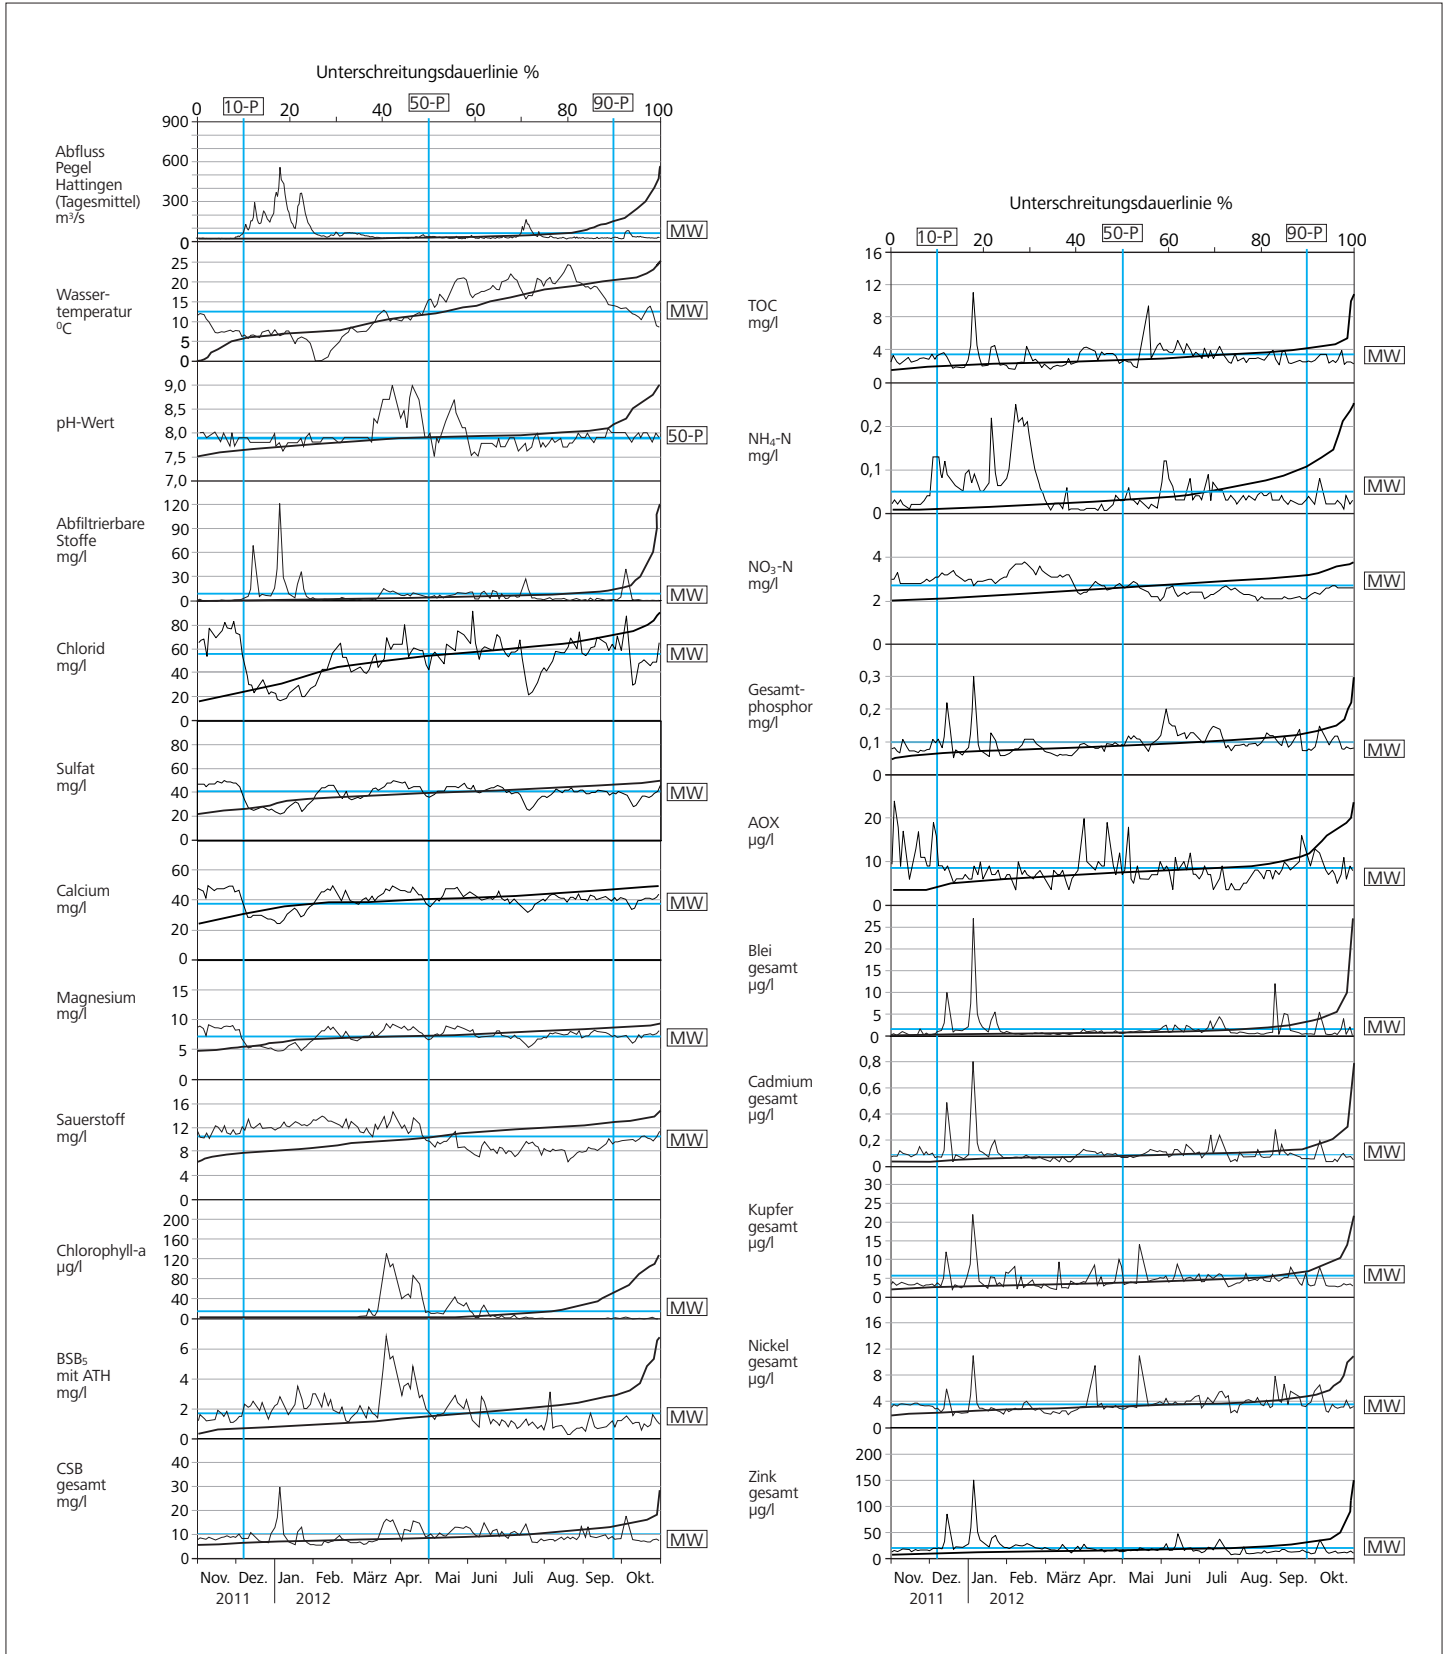 Unterschreitungsdauerlinie %
0 10-P 20 40 50-P 60 80 90-P 100
Abfluss
Pegel
Hattingen
(Tagesmittel)
m³/s
900
600
300
0
MW
Wasser-
temperatur
⁰C
25
20
15
10
5
0
MW
pH-Wert
9,0
8,5
8,0
7,5
7,0
50-P
Abfiltrierbare
Stoffe
mg/l
120
90
60
30
0
MW
Chlorid
mg/l
80
60
40
20
0
MW
Sulfat
mg/l
80
60
40
20
0
MW
Calcium
mg/l
60
40
20
0
MW
Magnesium
mg/l
15
10
5
0
MW
Sauerstoff
mg/l
16
12
8
4
0
MW
Chlorophyll-a
µg/l
200
160
120
80
40
0
MW
BSB₅
mit ATH
mg/l
6
4
2
0
MW
CSB
gesamt
mg/l
40
30
20
10
0
MW
Nov. Dez. Jan. Feb. März Apr. Mai Juni Juli Aug. Sep. Okt.
2011 2012
Unterschreitungsdauerlinie %
0 10-P 20 40 50-P 60 80 90-P 100
TOC
mg/l
16
12
8
4
0
MW
NH₄-N
mg/l
0,2
0,1
0
MW
NO₃-N
mg/l
4
2
0
MW
Gesamt-
phosphor
mg/l
0,3
0,2
0,1
0
MW
AOX
µg/l
20
10
0
MW
Blei
gesamt
µg/l
25
20
15
10
5
0
MW
Cadmium
gesamt
µg/l
0,8
0,6
0,4
0,2
0
MW
Kupfer
gesamt
µg/l
30
25
20
15
10
5
0
MW
Nickel
gesamt
µg/l
16
12
8
4
0
MW
Zink
gesamt
µg/l
200
150
100
50
0
MW
Nov. Dez. Jan. Feb. März Apr. Mai Juni Juli Aug. Sep. Okt.
2011 2012